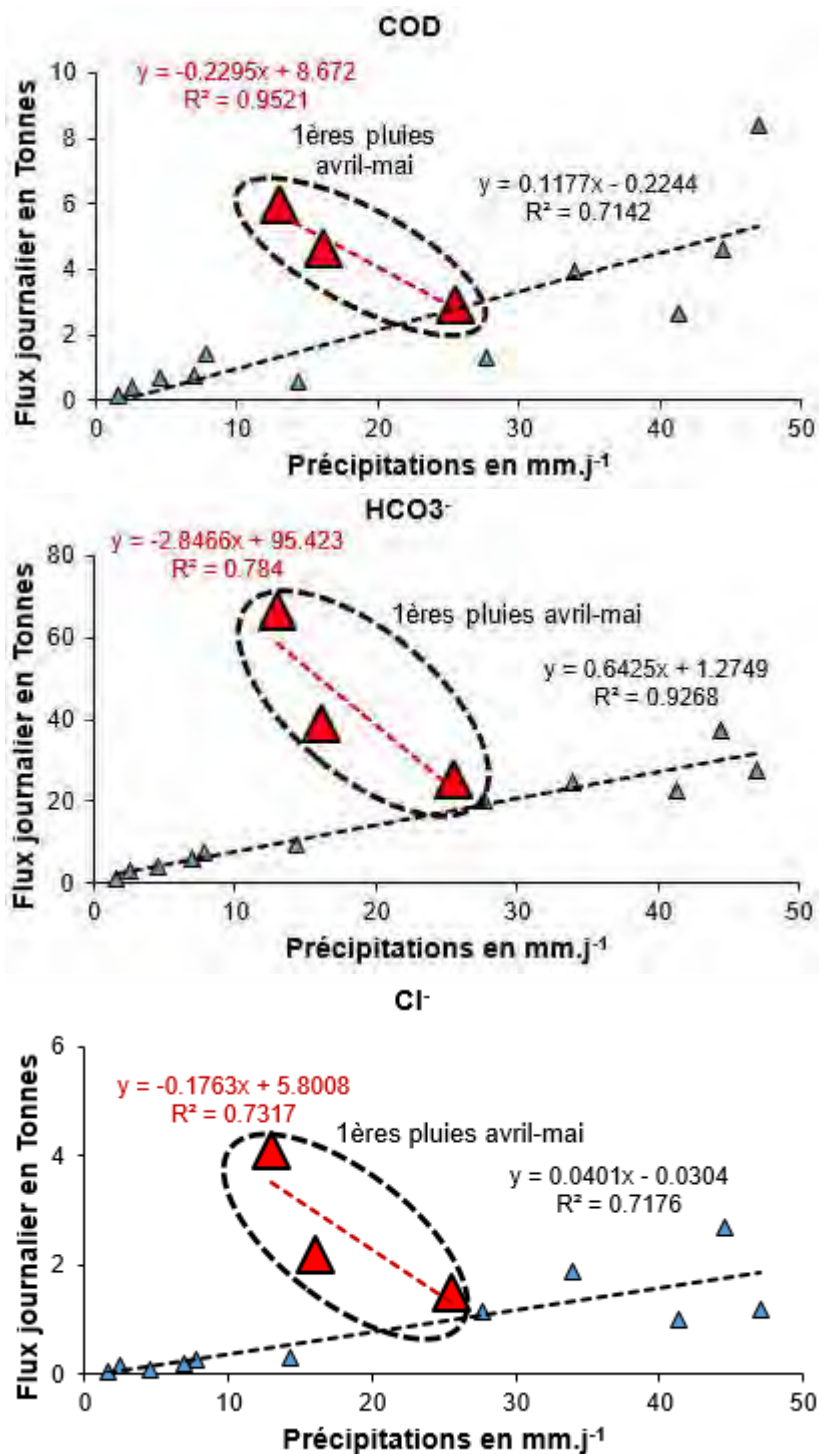 COD
y = -0.2295x + 8.672
R² = 0.9521
1ères pluies
avril-mai
y = 0.1177x - 0.2244
R² = 0.7142
Flux journalier en Tonnes
10
8
6
4
2
0
0 10 20 30 40 50
Précipitations en mm.j-1
HCO3-
y = -2.8466x + 95.423
R² = 0.784
1ères pluies avril-mai
y = 0.6425x + 1.2749
R² = 0.9268
Flux journalier en Tonnes
80
60
40
20
0
0 10 20 30 40 50
Précipitations en mm.j-1
Cl-
y = -0.1763x + 5.8008
R² = 0.7317
1ères pluies avril-mai
y = 0.0401x - 0.0304
R² = 0.7176
Flux journalier en Tonnes
6
4
2
0
0 10 20 30 40 50
Précipitations en mm.j-1